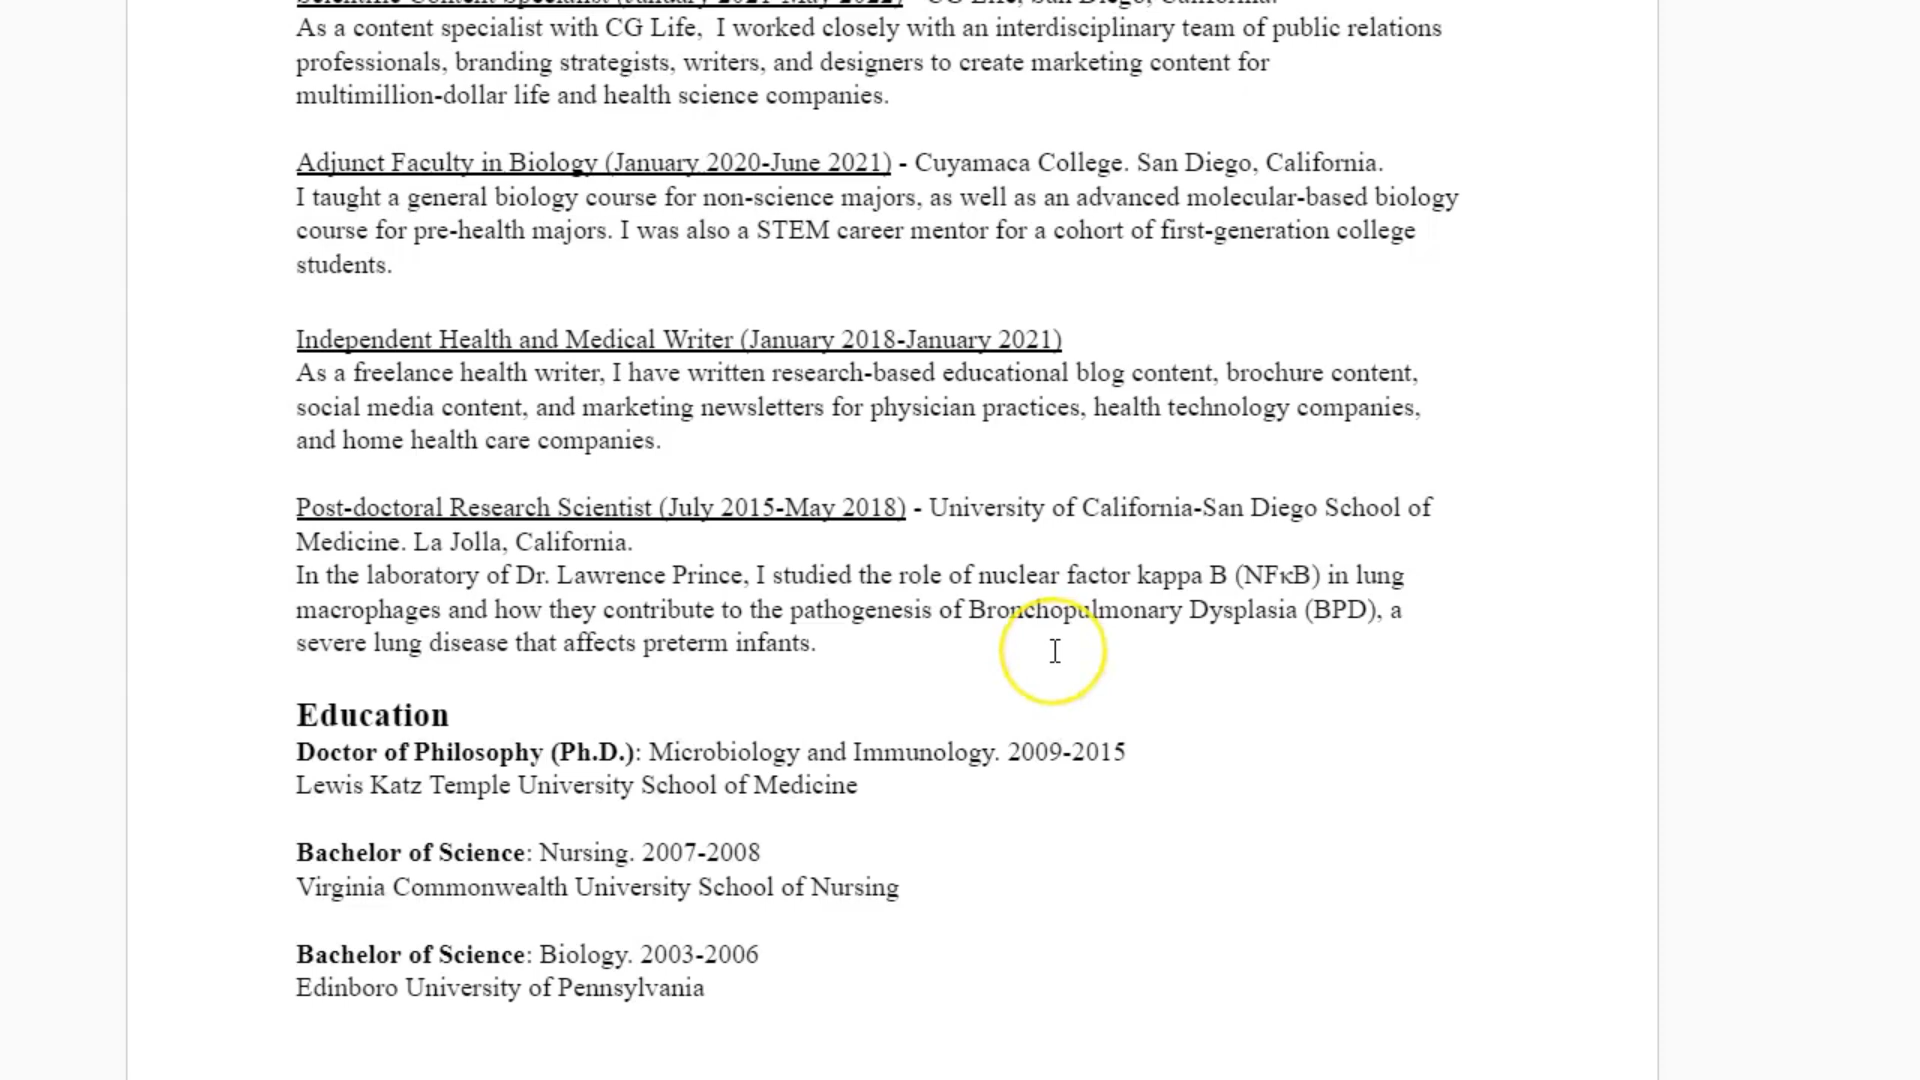 As a content specialist with CG Life,  I worked closely with an interdisciplinary team of public relations
professionals, branding strategists, writers, and designers to create marketing content for
multimillion-dollar life and health science companies.
Adjunct Faculty in Biology (January 2020-June 2021) - Cuyamaca College. San Diego, California.
I taught a general biology course for non-science majors, as well as an advanced molecular-based biology
course for pre-health majors. I was also a STEM career mentor for a cohort of first-generation college
students.
Independent Health and Medical Writer (January 2018-January 2021)
As a freelance health writer, I have written research-based educational blog content, brochure content,
social media content, and marketing newsletters for physician practices, health technology companies,
and home health care companies.
Post-doctoral Research Scientist (July 2015-May 2018) - University of California-San Diego School of
Medicine. La Jolla, California.
In the laboratory of Dr. Lawrence Prince, I studied the role of nuclear factor kappa B (NFκB) in lung
macrophages and how they contribute to the pathogenesis of Bronchopulmonary Dysplasia (BPD), a
severe lung disease that affects preterm infants.
Education
Doctor of Philosophy (Ph.D.): Microbiology and Immunology. 2009-2015
Lewis Katz Temple University School of Medicine
Bachelor of Science: Nursing. 2007-2008
Virginia Commonwealth University School of Nursing
Bachelor of Science: Biology. 2003-2006
Edinboro University of Pennsylvania